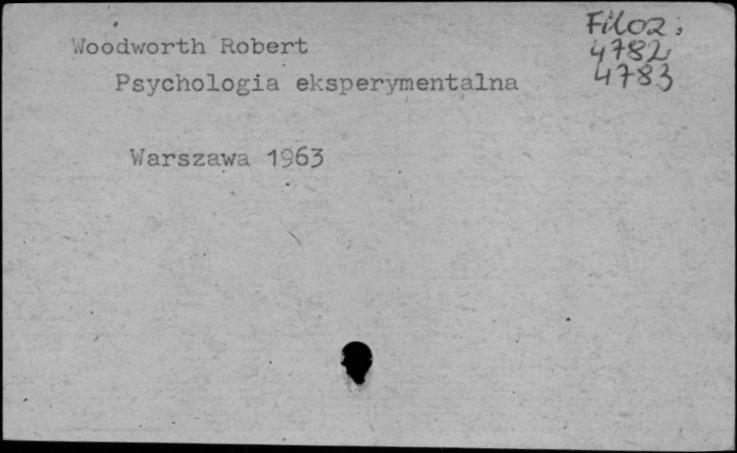 Woodworth Robert
Psychologia eksperymentalna
Warszawa 1963
Filoz.
4782
4783